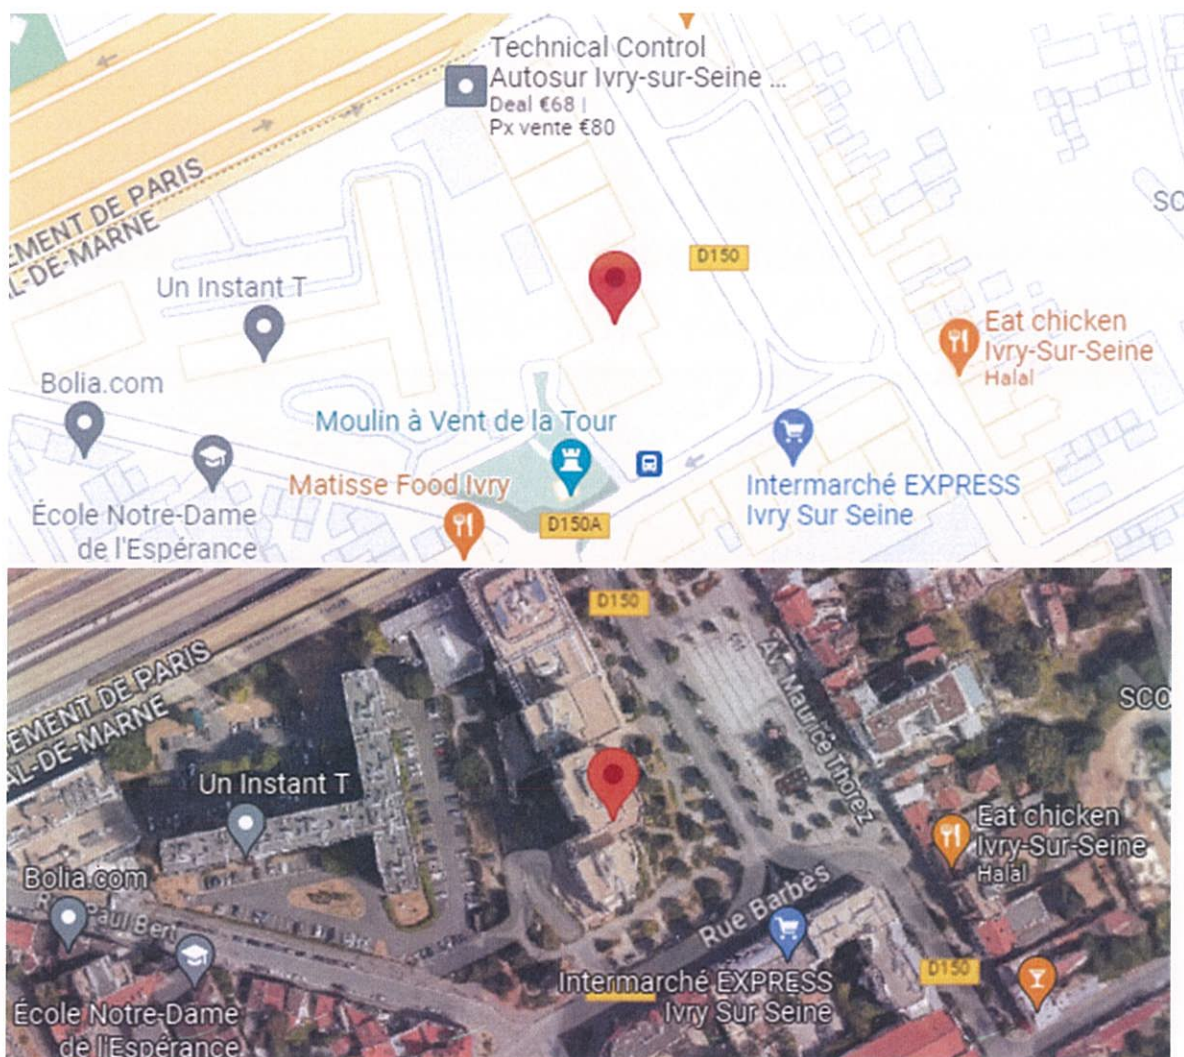 Technical Control
Autosur Ivry-sur-Seine ...
Deal €68 |
Px vente €80
EMENT DE PARIS
L-DE-MARNE
SC
D150
Un Instant T
Eat chicken
Ivry-Sur-Seine
Halal
Bolia.com
Moulin à Vent de la Tour
Matisse Food Ivry
Intermarché EXPRESS
Ivry Sur Seine
École Notre-Dame
de l'Espérance
D150A
D150
EMENT DE PARIS
AL-DE-MARNE
Av. Maurice Thorez
SCO
Un Instant T
Eat chicken
Ivry-Sur-Seine
Halal
Bolia.com
Paul Bert
Rue Barbès
D150
Intermarché EXPRESS
Ivry Sur Seine
École Notre-Dame
de l'Espérance